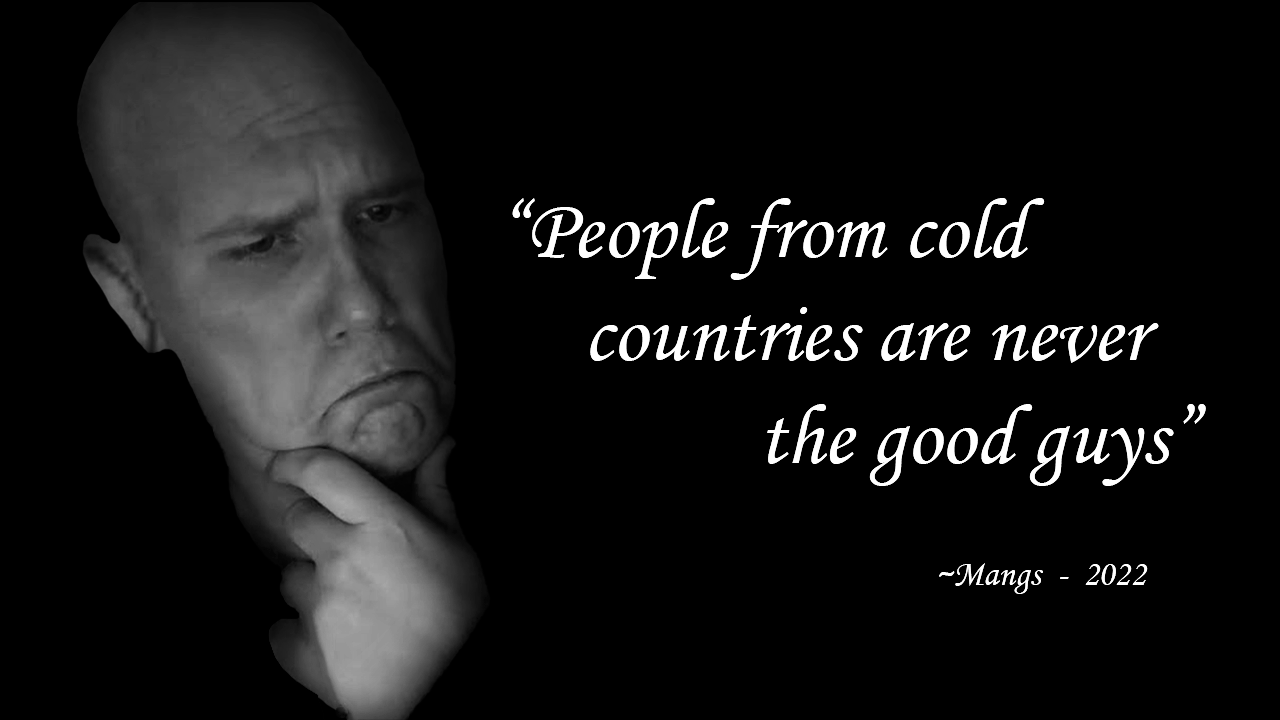 “People from cold
countries are never
the good guys”
~Mangs - 2022